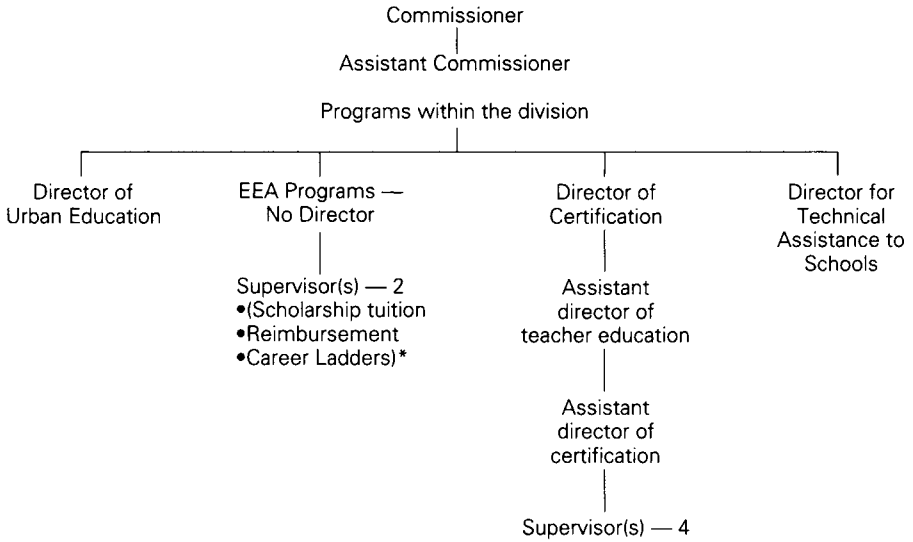 Commissioner
Assistant Commissioner
Programs within the division
Director of
Urban Education
EEA Programs —
No Director
Supervisor(s) — 2
•(Scholarship tuition
•Reimbursement
•Career Ladders)*
Director of
Certification
Assistant
director of
teacher education
Assistant
director of
certification
Supervisor(s) — 4
Director for
Technical
Assistance to
Schools